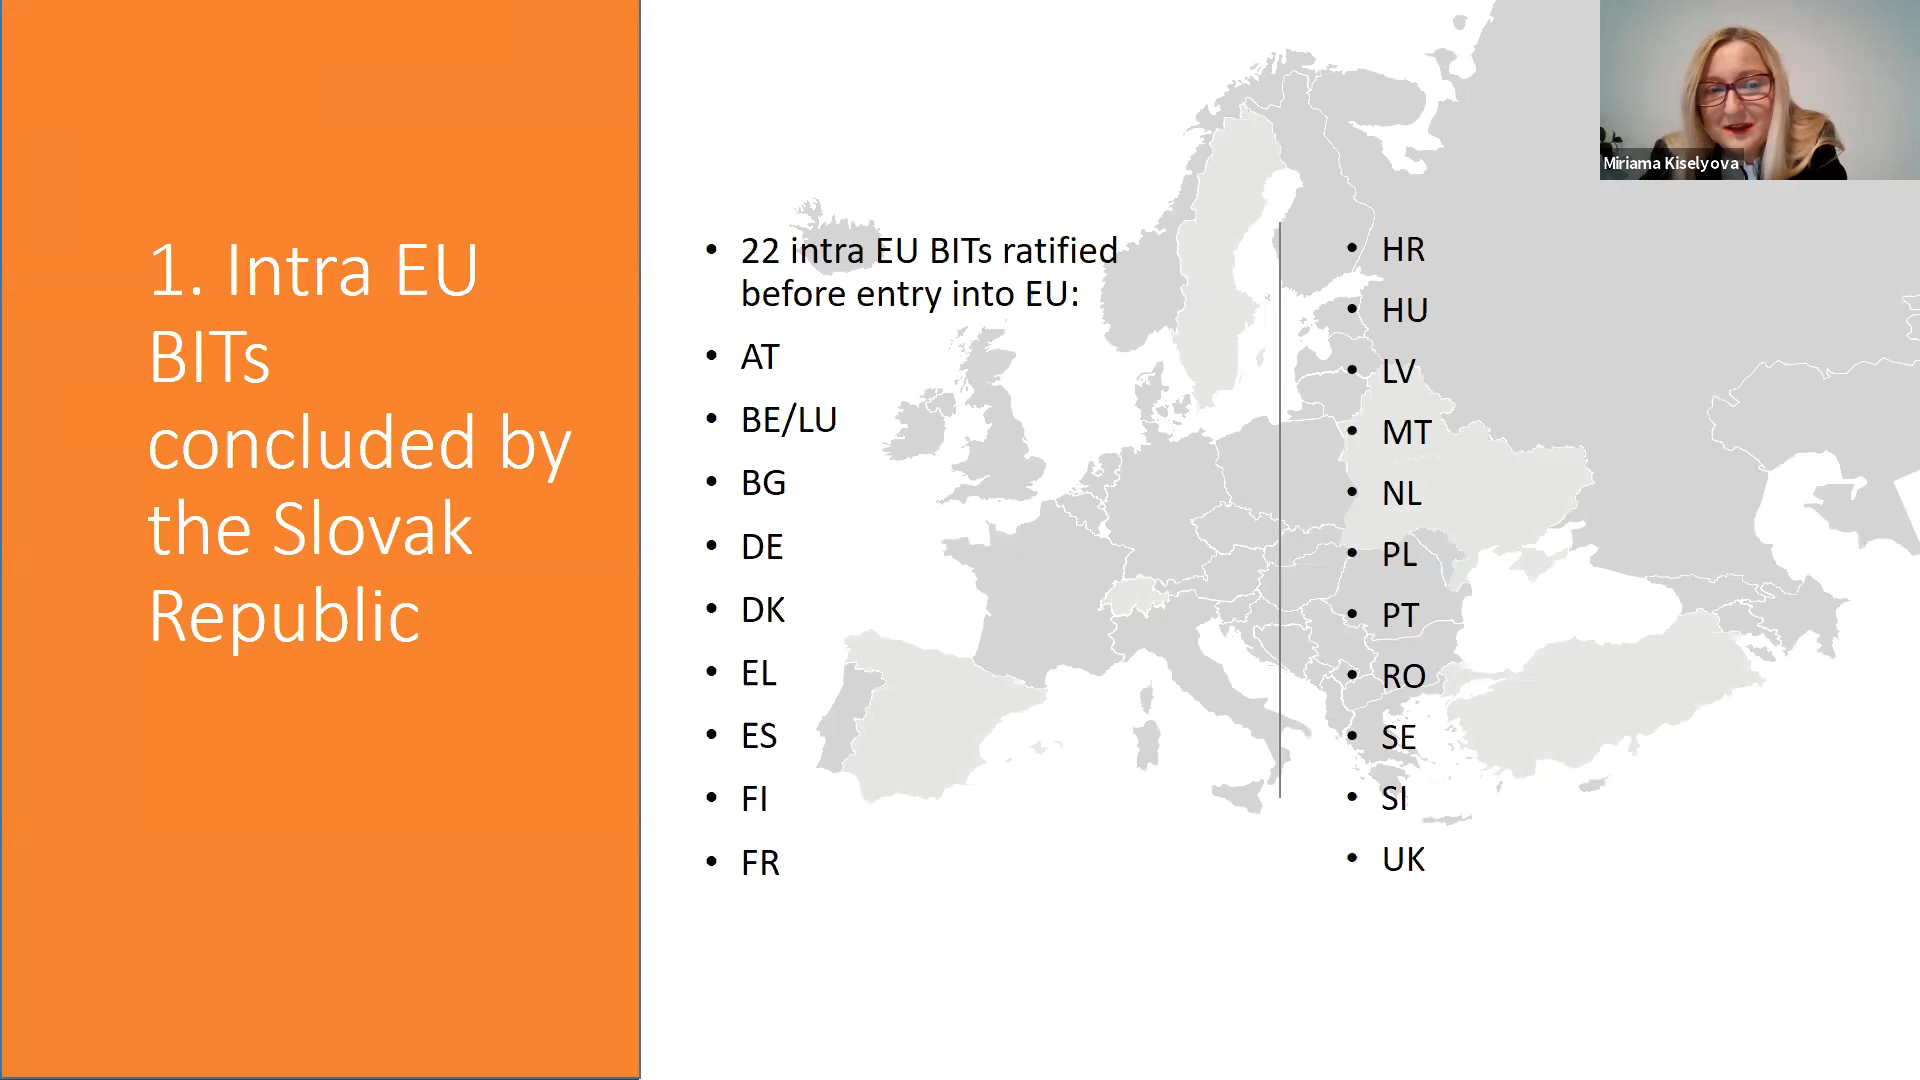 1. Intra EU
BITs
concluded by
the Slovak
Republic
• 22 intra EU BITs ratified
before entry into EU:
• AT
• BE/LU
• BG
• DE
• DK
• EL
• ES
• FI
• FR
• HR
• HU
• LV
• MT
• NL
• PL
• PT
• RO
• SE
• SI
• UK
Miriama Kiselyova